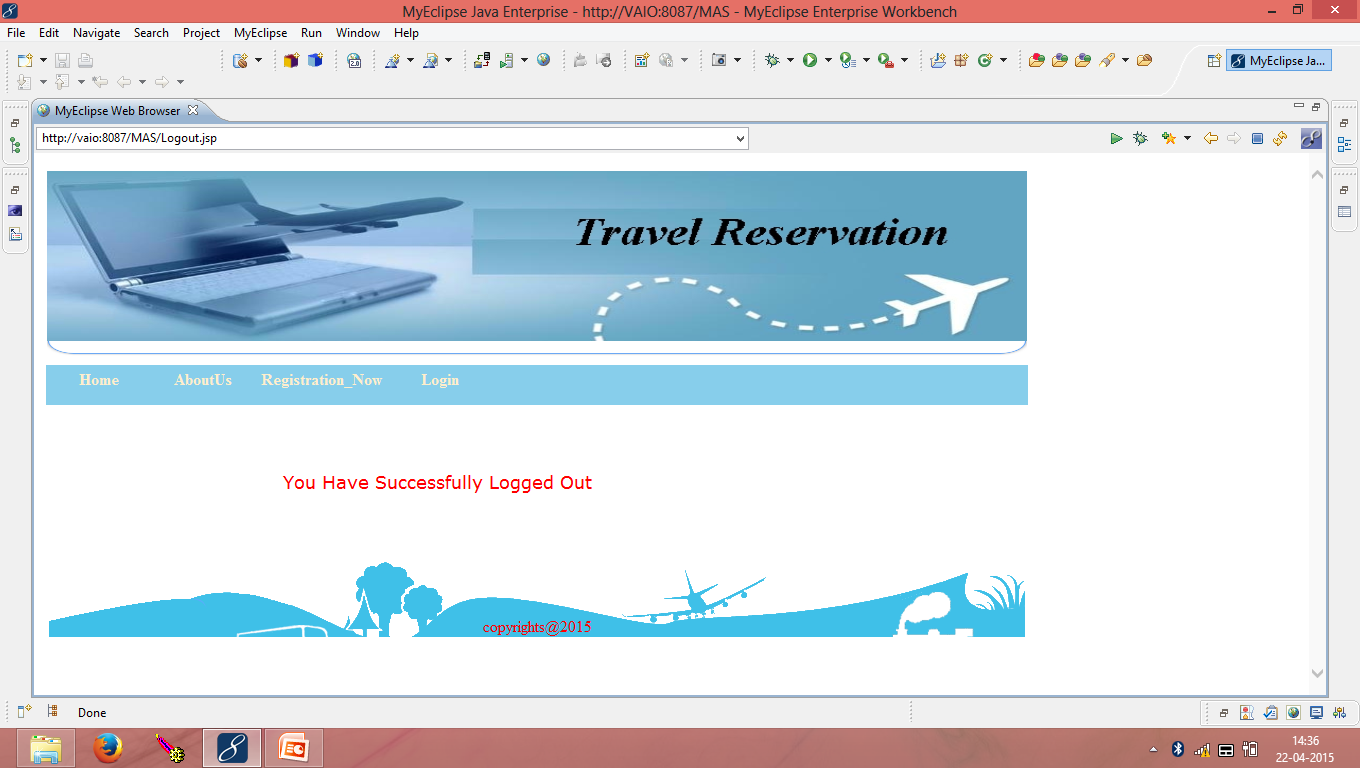 MyEclipse Java Enterprise - http://VAIO:8087/MAS - MyEclipse Enterprise Workbench
File Edit Navigate Search Project MyEclipse Run Window Help
2.0
MyEclipse Ja...
MyEclipse Web Browser
http://vaio:8087/MAS/Logout.jsp
Travel Reservation
Home AboutUs Registration_Now Login
You Have Successfully Logged Out
copyrights@2015
Done
14:36
22-04-2015